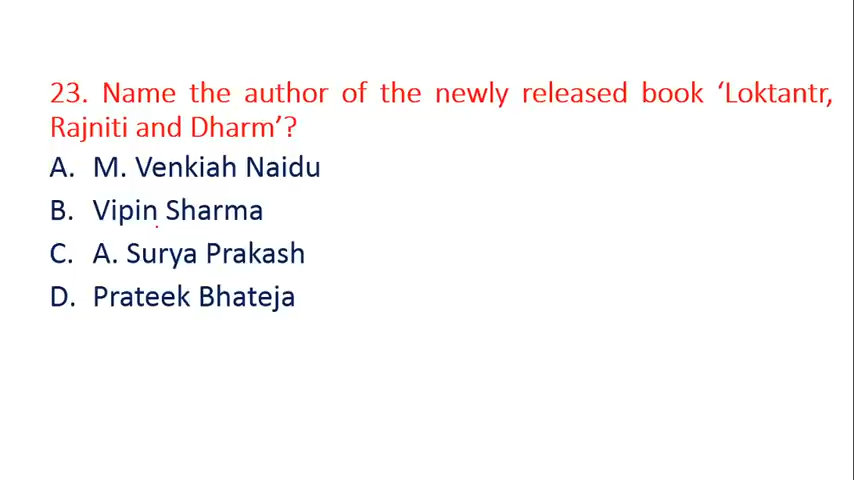 23. Name the author of the newly released book ‘Loktantr,
Rajniti and Dharm’?
A. M. Venkiah Naidu
B. Vipin Sharma
C. A. Surya Prakash
D. Prateek Bhateja